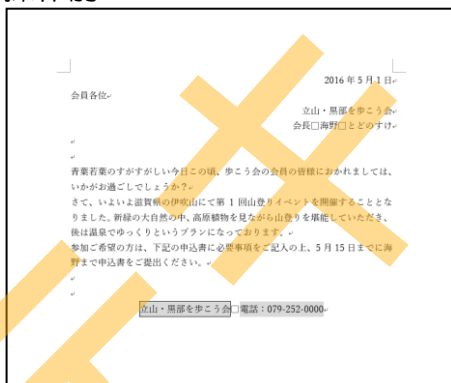 2016 年 5 月 1 日
会員各位
立山・黒部を歩こう会
会長□海野□とどのすけ
青葉若葉のすがすがしい今日この頃、歩こう会の会員の皆様におかれましては、
いかがお過ごしでしょうか?
さて、いよいよ滋賀県の伊吹山にて第 1 回山登りイベントを開催することとな
りました。新緑の大自然の中、高原植物を見ながら山登りを堪能していただき、
後は温泉でゆっくりというプランになっております。
参加ご希望の方は、下記の申込書に必要事項をご記入の上、5 月 15 日までに海
野まで申込書をご提出ください。
立山・黒部を歩こう会□電話:079-252-0000